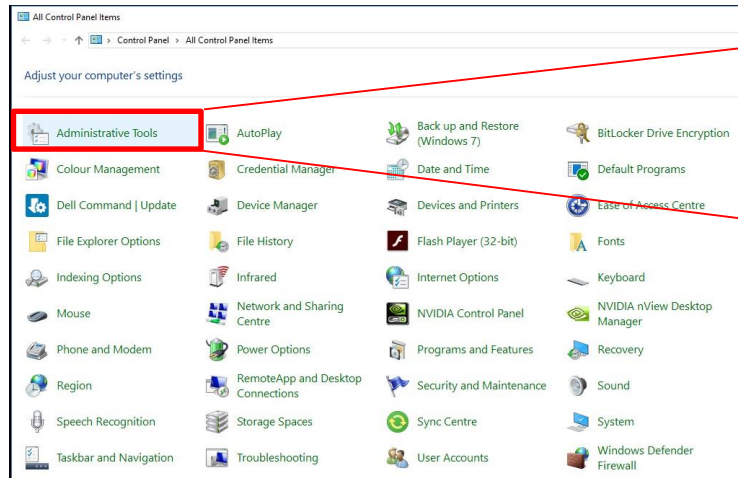 All Control Panel Items
Control Panel > All Control Panel Items
Adjust your computer's settings
Administrative Tools
AutoPlay
Back up and Restore
(Windows 7)
BitLocker Drive Encryption
Colour Management
Credential Manager
Date and Time
Default Programs
Dell Command | Update
Device Manager
Devices and Printers
Ease of Access Centre
File Explorer Options
File History
Flash Player (32-bit)
Fonts
Indexing Options
Infrared
Internet Options
Keyboard
Mouse
Network and Sharing
Centre
NVIDIA Control Panel
NVIDIA nView Desktop
Manager
Phone and Modem
Power Options
Programs and Features
Recovery
Region
RemoteApp and Desktop
Connections
Security and Maintenance
Sound
Speech Recognition
Storage Spaces
Sync Centre
System
Taskbar and Navigation
Troubleshooting
User Accounts
Windows Defender
Firewall